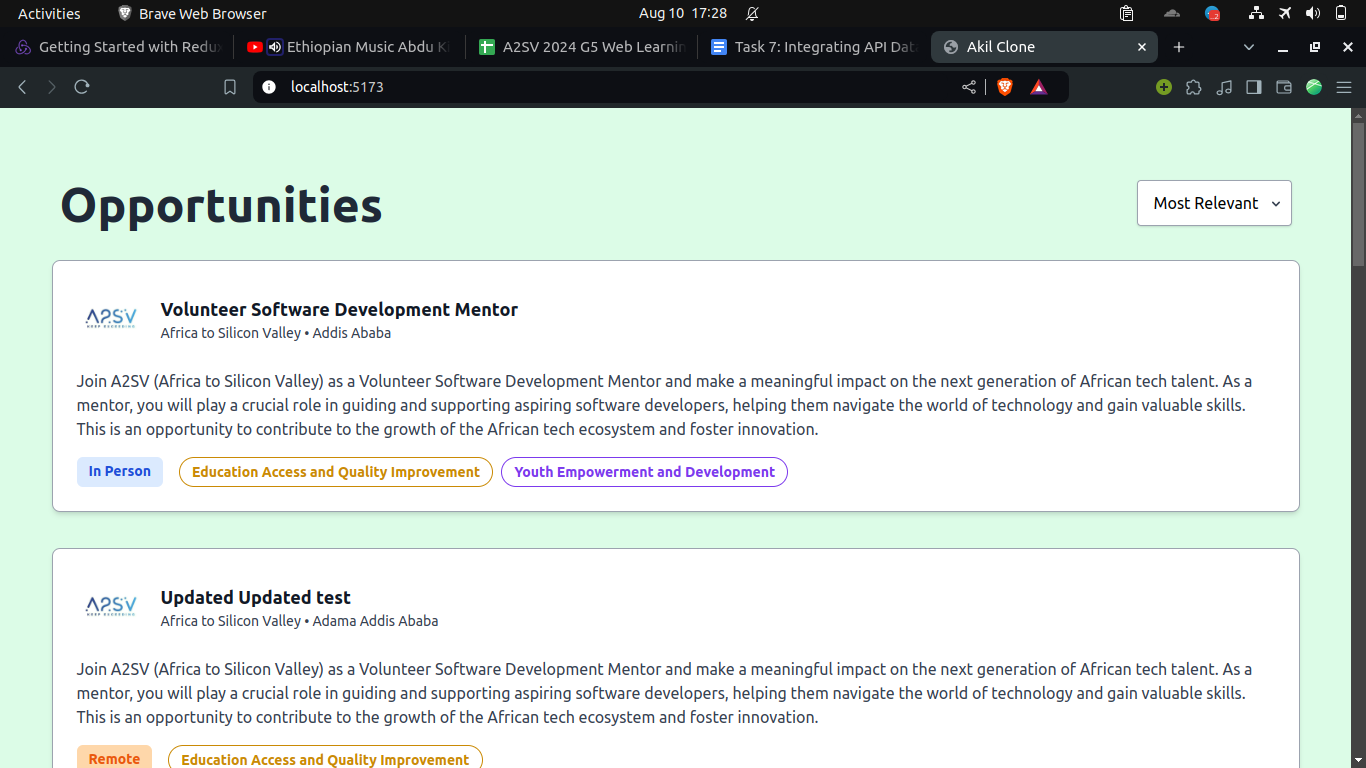 Activities
Brave Web Browser
Aug 10 17:28
2
Getting Started with Redu
Ethiopian Music Abdu Ki
A2SV 2024 G5 Web Learnin
Task 7: Integrating API Dat
Akil Clone
localhost:5173
Opportunities
Most Relevant
A2SV
Volunteer Software Development Mentor
Africa to Silicon Valley • Addis Ababa
Join A2SV (Africa to Silicon Valley) as a Volunteer Software Development Mentor and make a meaningful impact on the next generation of African tech talent. As a
mentor, you will play a crucial role in guiding and supporting aspiring software developers, helping them navigate the world of technology and gain valuable skills.
This is an opportunity to contribute to the growth of the African tech ecosystem and foster innovation.
In Person
Education Access and Quality Improvement
Youth Empowerment and Development
A2SV
Updated Updated test
Africa to Silicon Valley • Adama Addis Ababa
Join A2SV (Africa to Silicon Valley) as a Volunteer Software Development Mentor and make a meaningful impact on the next generation of African tech talent. As a
mentor, you will play a crucial role in guiding and supporting aspiring software developers, helping them navigate the world of technology and gain valuable skills.
This is an opportunity to contribute to the growth of the African tech ecosystem and foster innovation.
Remote
Education Access and Quality Improvement